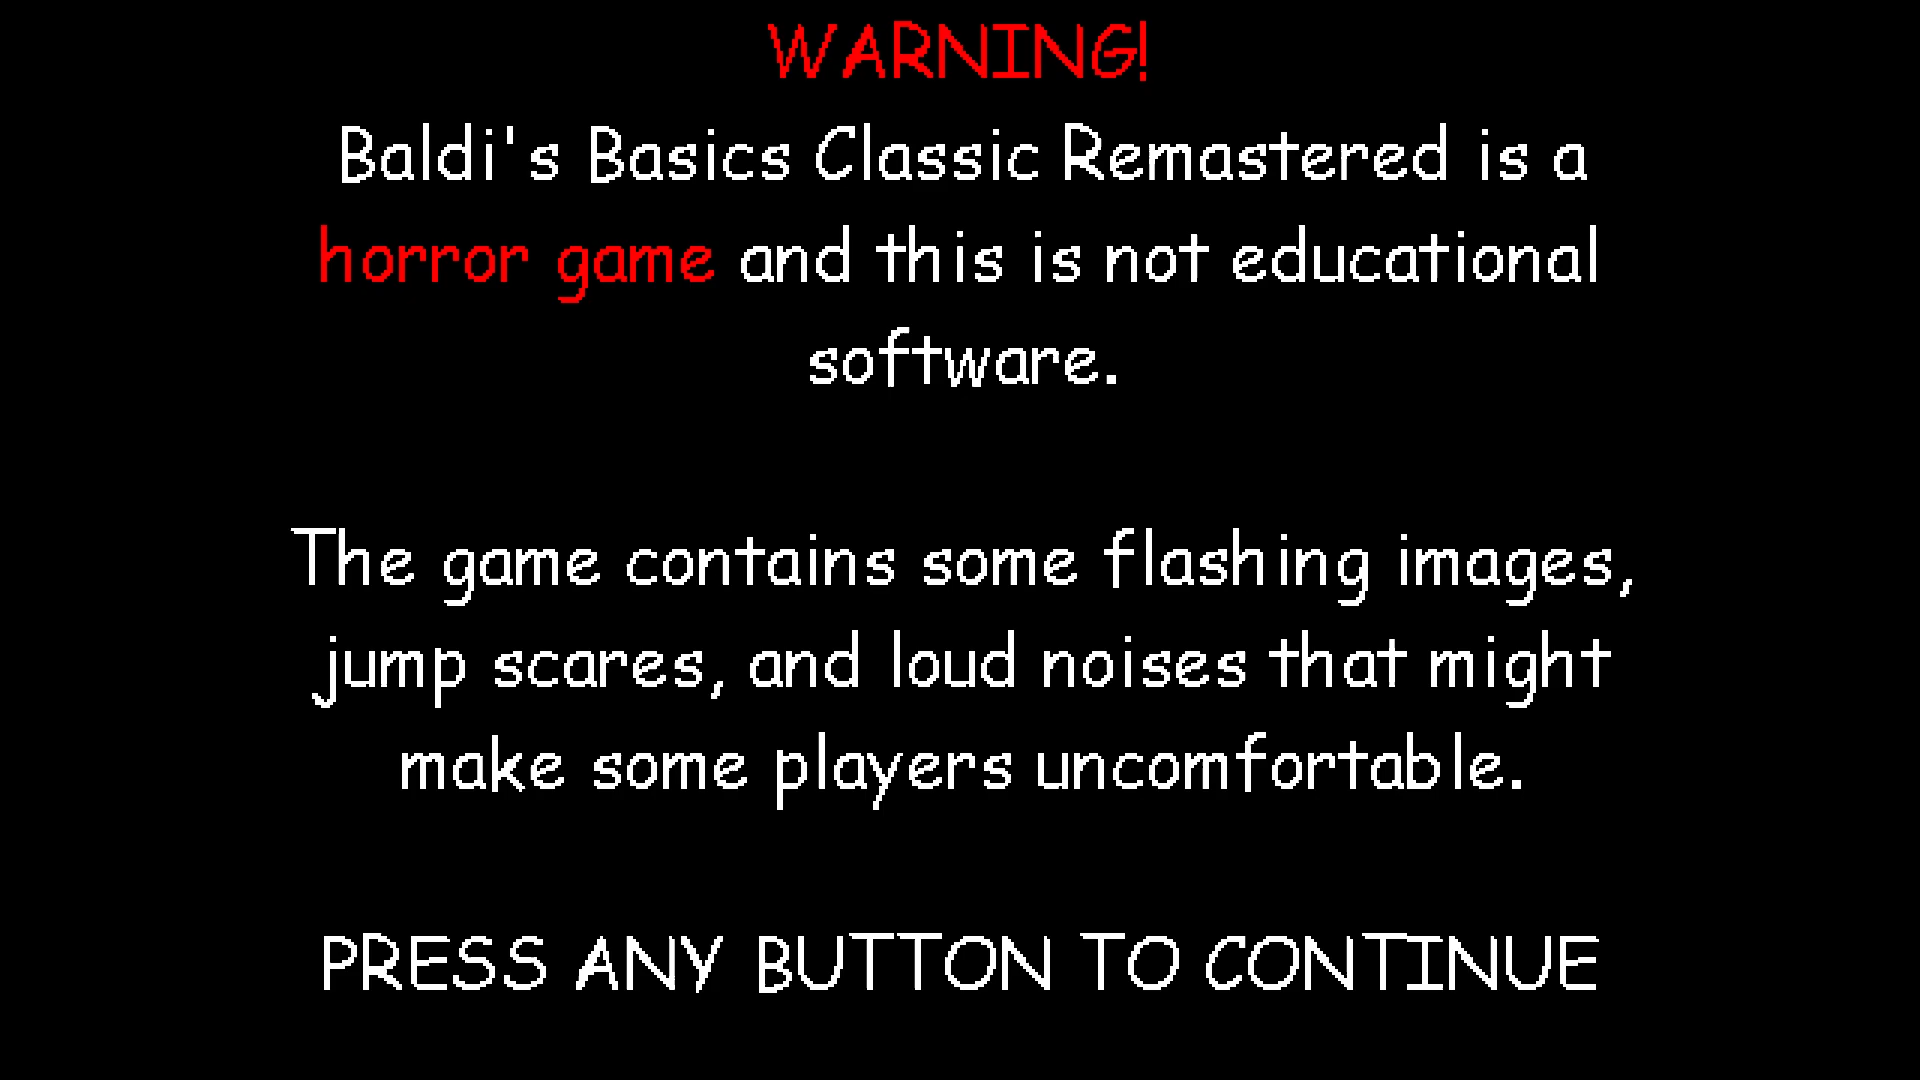 WARNING!
Baldi's Basics Classic Remastered is a
horror game and this is not educational
software.
The game contains some flashing images,
jump scares, and loud noises that might
make some players uncomfortable.
PRESS ANY BUTTON TO CONTINUE